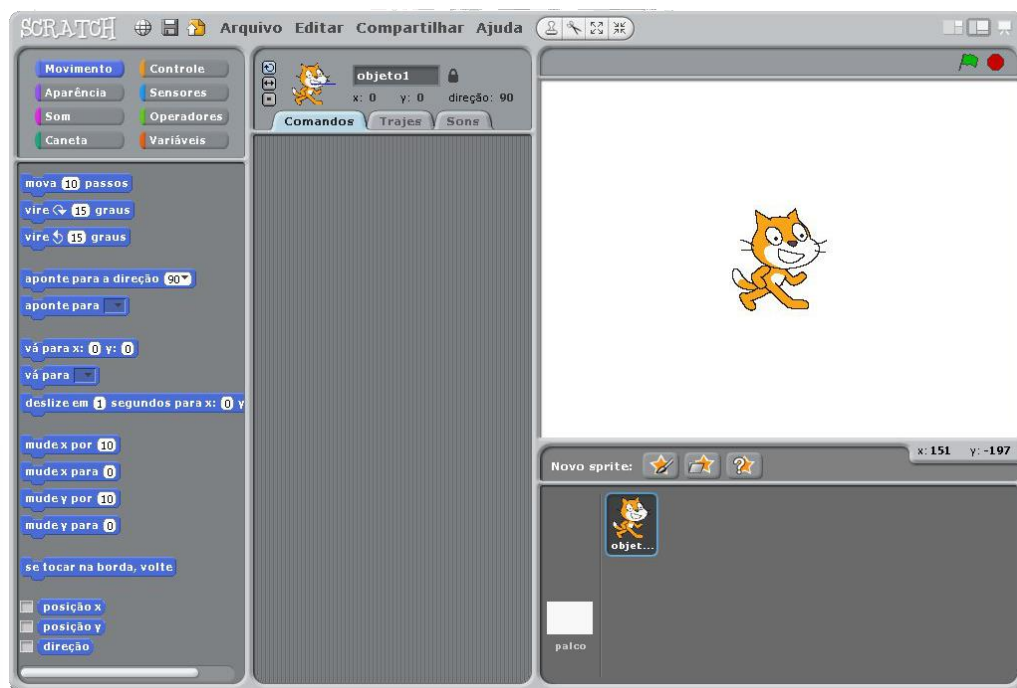 SCRATCH Arquivo Editar Compartilhar Ajuda
Movimento Controle
Aparência Sensores
Som Operadores
Caneta Variáveis
mova 10 passos
vire 15 graus
vire 15 graus
aponte para a direção 90
aponte para
vá para x: 0 y: 0
vá para
deslize em 1 segundos para x: 0 y
mude x por 10
mude x para 0
mude y por 10
mude y para 0
se tocar na borda, volte
posição x
posição y
direção
objeto1
x: 0 y: 0 direção: 90
Comandos Trajes Sons
x: 151 y: -197
Novo sprite:
objet...
palco